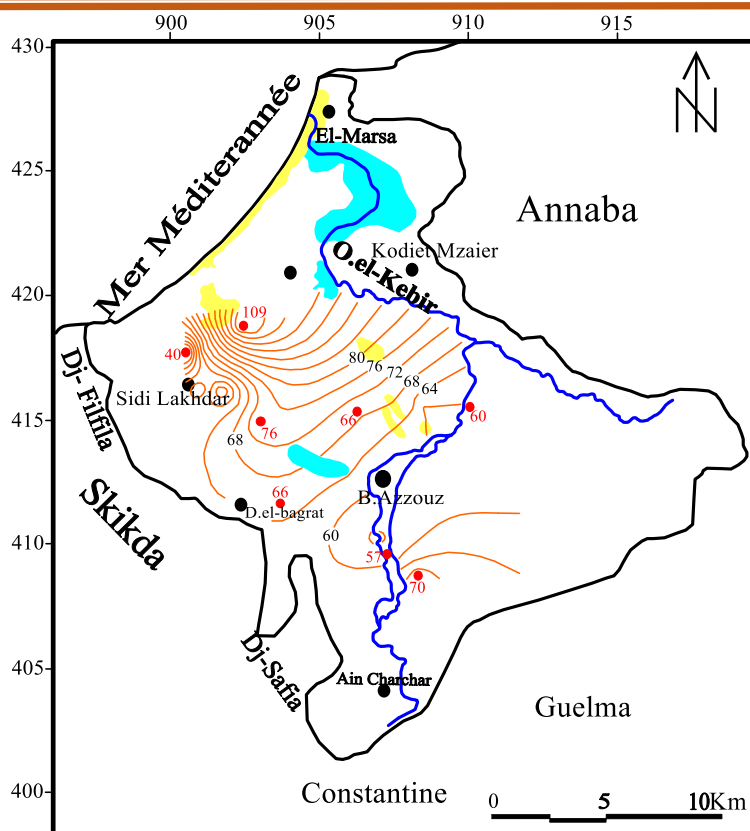 900 905 910 915
430
El-Marsa
425
Mer Méditerannée
Annaba
Kodiet Mzaier
O.el-Kebir
420
109
40
80
76
72
68
64
Dj- Filfila
Sidi Lakhdar
60
415
76
66
68
Skikda
66
B.Azzouz
D.el-bagrat
60
410
57
70
Dj-Safia
405
Ain Charchar
Guelma
400
Constantine
0 5 10Km
N